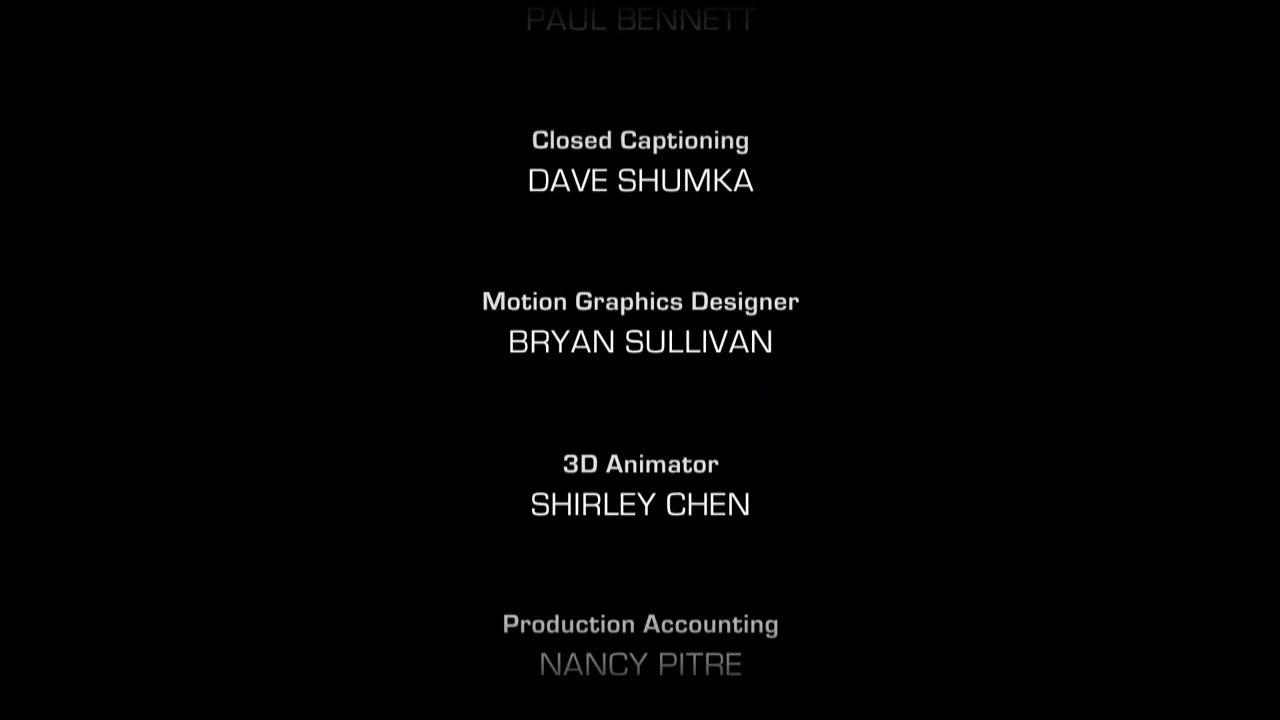 PAUL BENNETT
Closed Captioning
DAVE SHUMKA
Motion Graphics Designer
BRYAN SULLIVAN
3D Animator
SHIRLEY CHEN
Production Accounting
NANCY PITRE